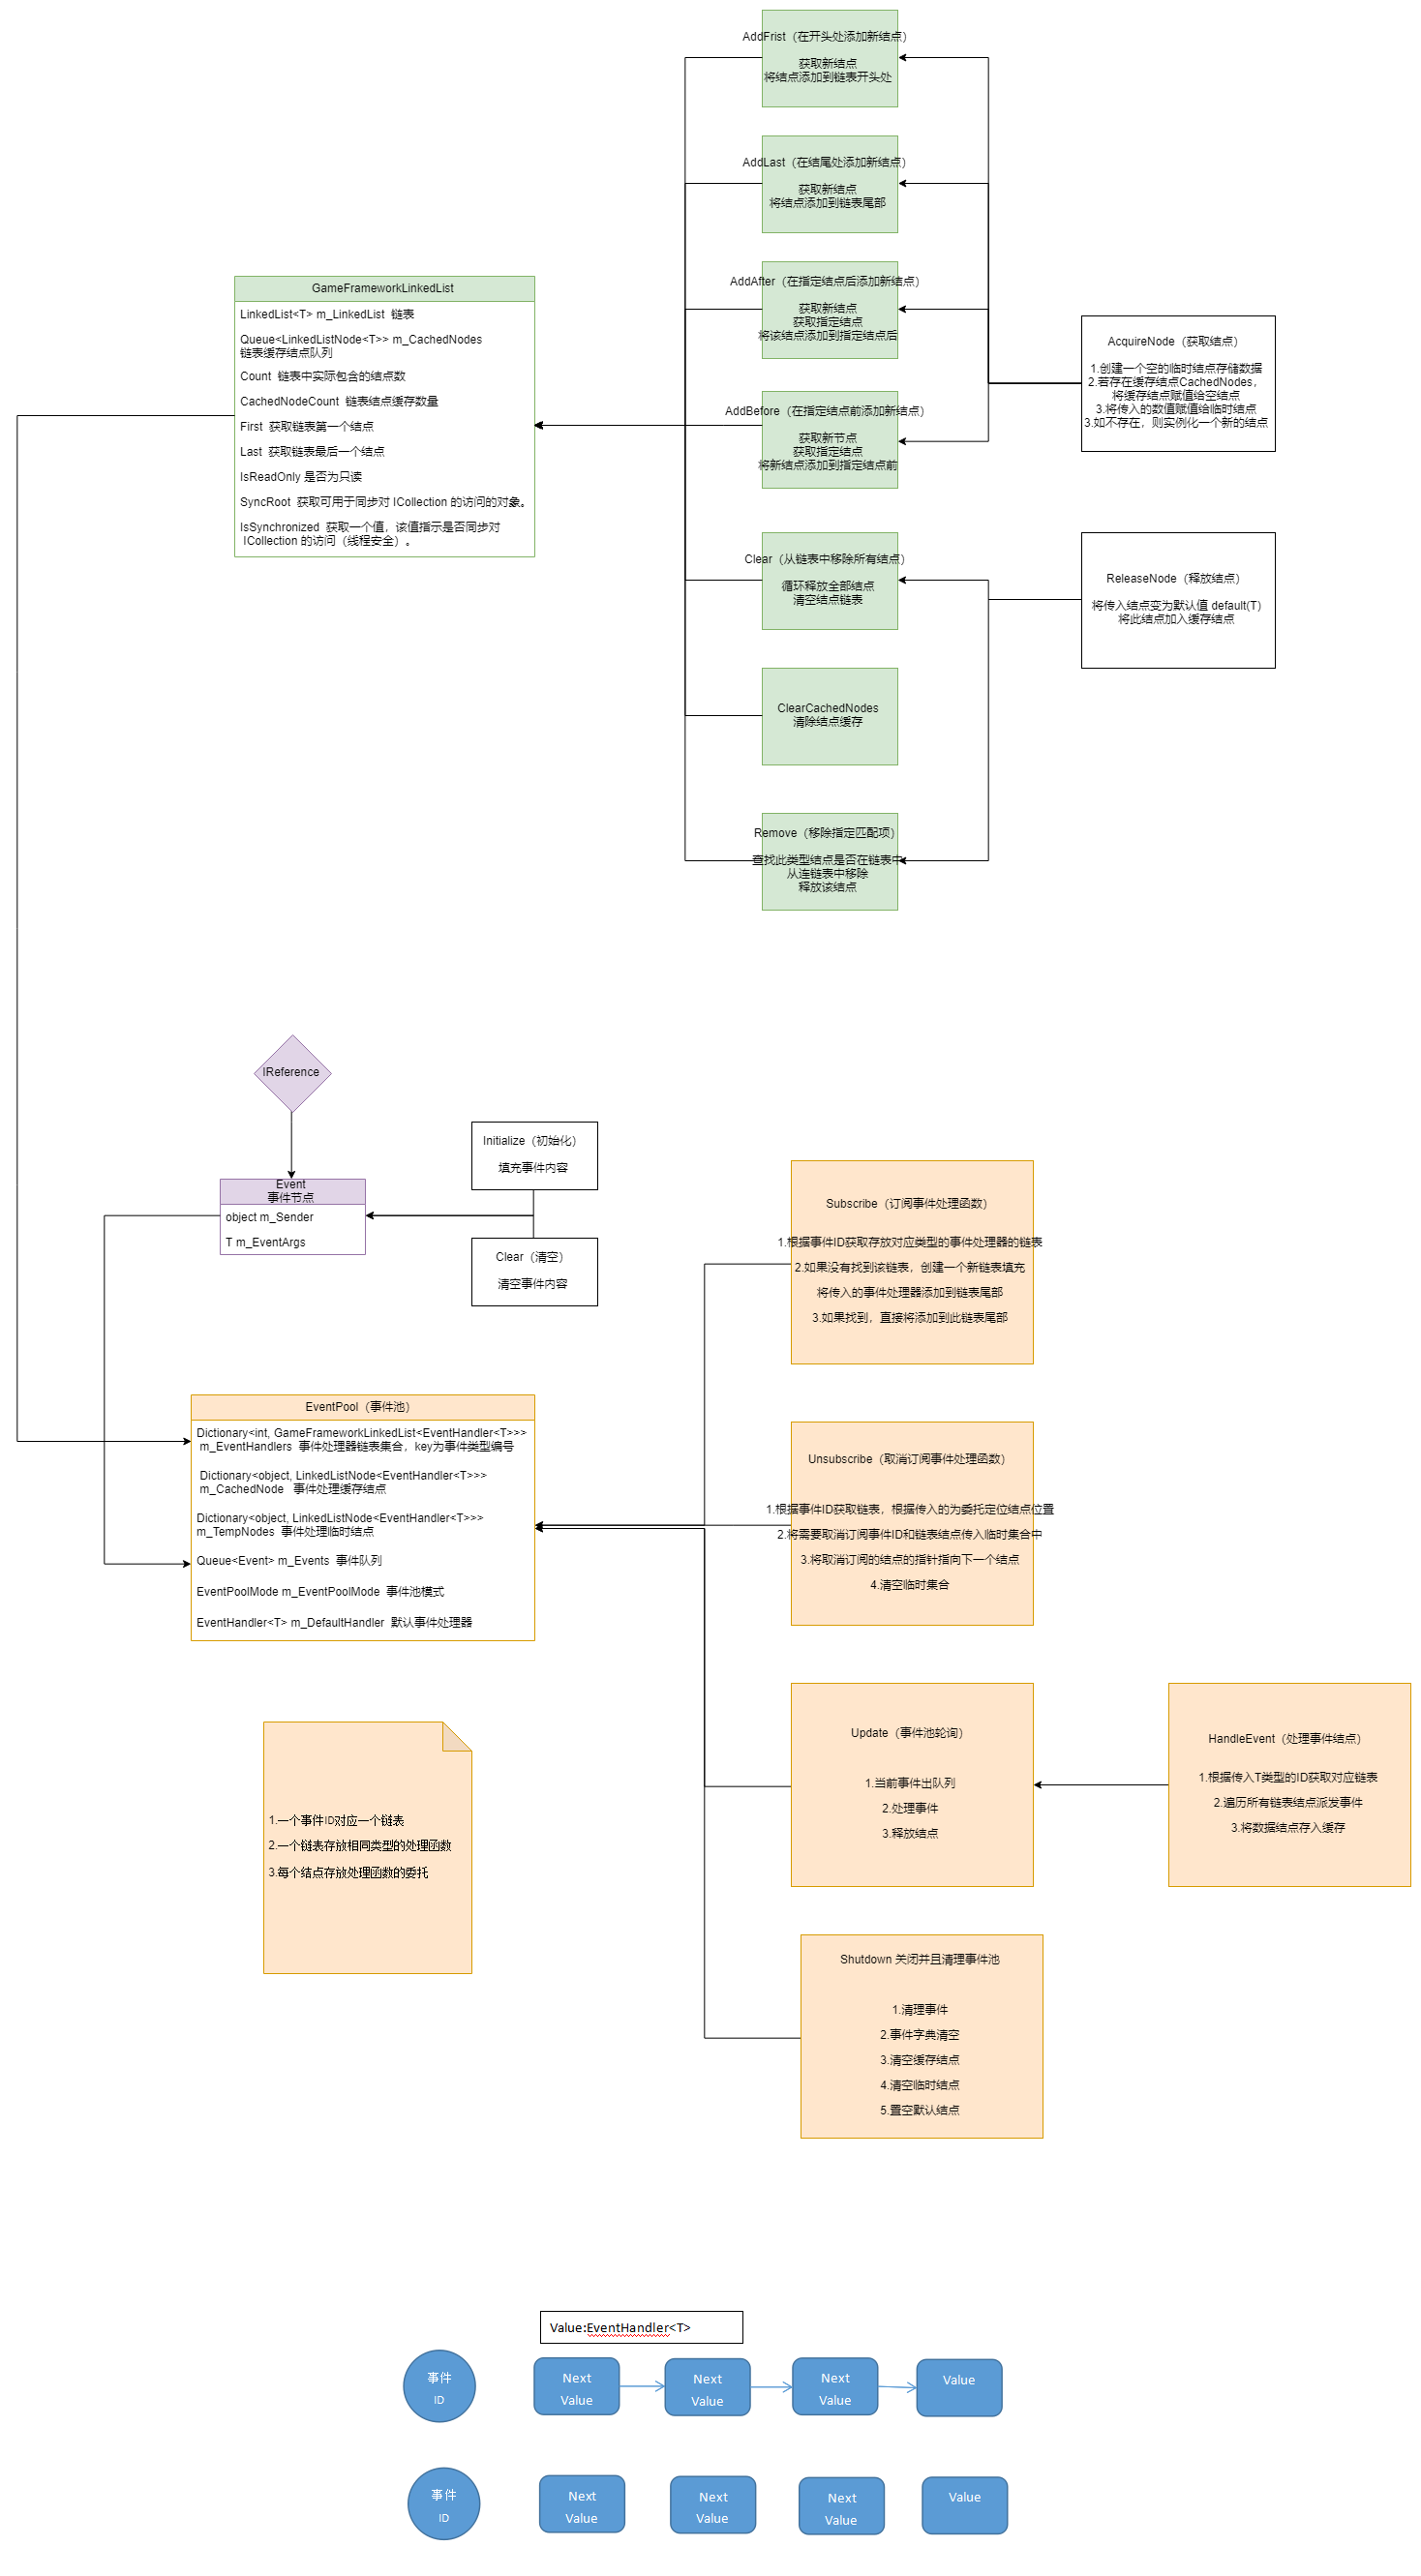 AddFrist（在开头处添加新结点）
获取新结点
将结点添加到链表开头处
AddLast（在结尾处添加新结点）
获取新结点
将结点添加到链表尾部
AddAfter（在指定结点后添加新结点）
获取新结点
获取指定结点
将该结点添加到指定结点后
AddBefore（在指定结点前添加新结点）
获取新节点
获取指定结点
将新结点添加到指定结点前
Clear（从链表中移除所有结点）
循环释放全部结点
清空结点链表
ClearCachedNodes
清除结点缓存
Remove（移除指定匹配项）
查找此类型结点是否在链表中
从连链表中移除
释放该结点
AcquireNode（获取结点）
1.创建一个空的临时结点存储数据
2.若存在缓存结点CachedNodes，
将缓存结点赋值给空结点
3.将传入的数值赋值给临时结点
3.如不存在，则实例化一个新的结点
ReleaseNode（释放结点）
将传入结点变为默认值 default(T)
将此结点加入缓存结点
GameFrameworkLinkedList
LinkedList<T> m_LinkedList 链表
Queue<LinkedListNode<T>> m_CachedNodes
链表缓存结点队列
Count 链表中实际包含的结点数
CachedNodeCount 链表结点缓存数量
First 获取链表第一个结点
Last 获取链表最后一个结点
IsReadOnly 是否为只读
SyncRoot 获取可用于同步对 ICollection 的访问的对象。
IsSynchronized 获取一个值，该值指示是否同步对
ICollection 的访问（线程安全）。
IReference
Event
事件节点
object m_Sender
T m_EventArgs
Initialize（初始化）
填充事件内容
Clear（清空）
清空事件内容
EventPool（事件池）
Dictionary<int, GameFrameworkLinkedList<EventHandler<T>>>
m_EventHandlers 事件处理器链表集合，key为事件类型编号
Dictionary<object, LinkedListNode<EventHandler<T>>>
m_CachedNode 事件处理缓存结点
Dictionary<object, LinkedListNode<EventHandler<T>>>
m_TempNodes 事件处理临时结点
Queue<Event> m_Events 事件队列
EventPoolMode m_EventPoolMode 事件池模式
EventHandler<T> m_DefaultHandler 默认事件处理器
1.一个事件ID对应一个链表
2.一个链表存放相同类型的处理函数
3.每个结点存放处理函数的委托
Subscribe（订阅事件处理函数）
1.根据事件ID获取存放对应类型的事件处理器的链表
2.如果没有找到该链表，创建一个新链表填充
将传入的事件处理器添加到链表尾部
3.如果找到，直接将添加到此链表尾部
Unsubscribe（取消订阅事件处理函数）
1.根据事件ID获取链表，根据传入的为委托定位结点位置
2.将需要取消订阅事件ID和链表结点传入临时集合中
3.将取消订阅的结点的指针指向下一个结点
4.清空临时集合
Update（事件池轮询）
1.当前事件出队列
2.处理事件
3.释放结点
HandleEvent（处理事件结点）
1.根据传入T类型的ID获取对应链表
2.遍历所有链表结点派发事件
3.将数据结点存入缓存
Shutdown 关闭并且清理事件池
1.清理事件
2.事件字典清空
3.清空缓存结点
4.清空临时结点
5.置空默认结点
Value:EventHandler<T>
事件
ID
Next
Value
Next
Value
Next
Value
Value
事件
ID
Next
Value
Next
Value
Next
Value
Value